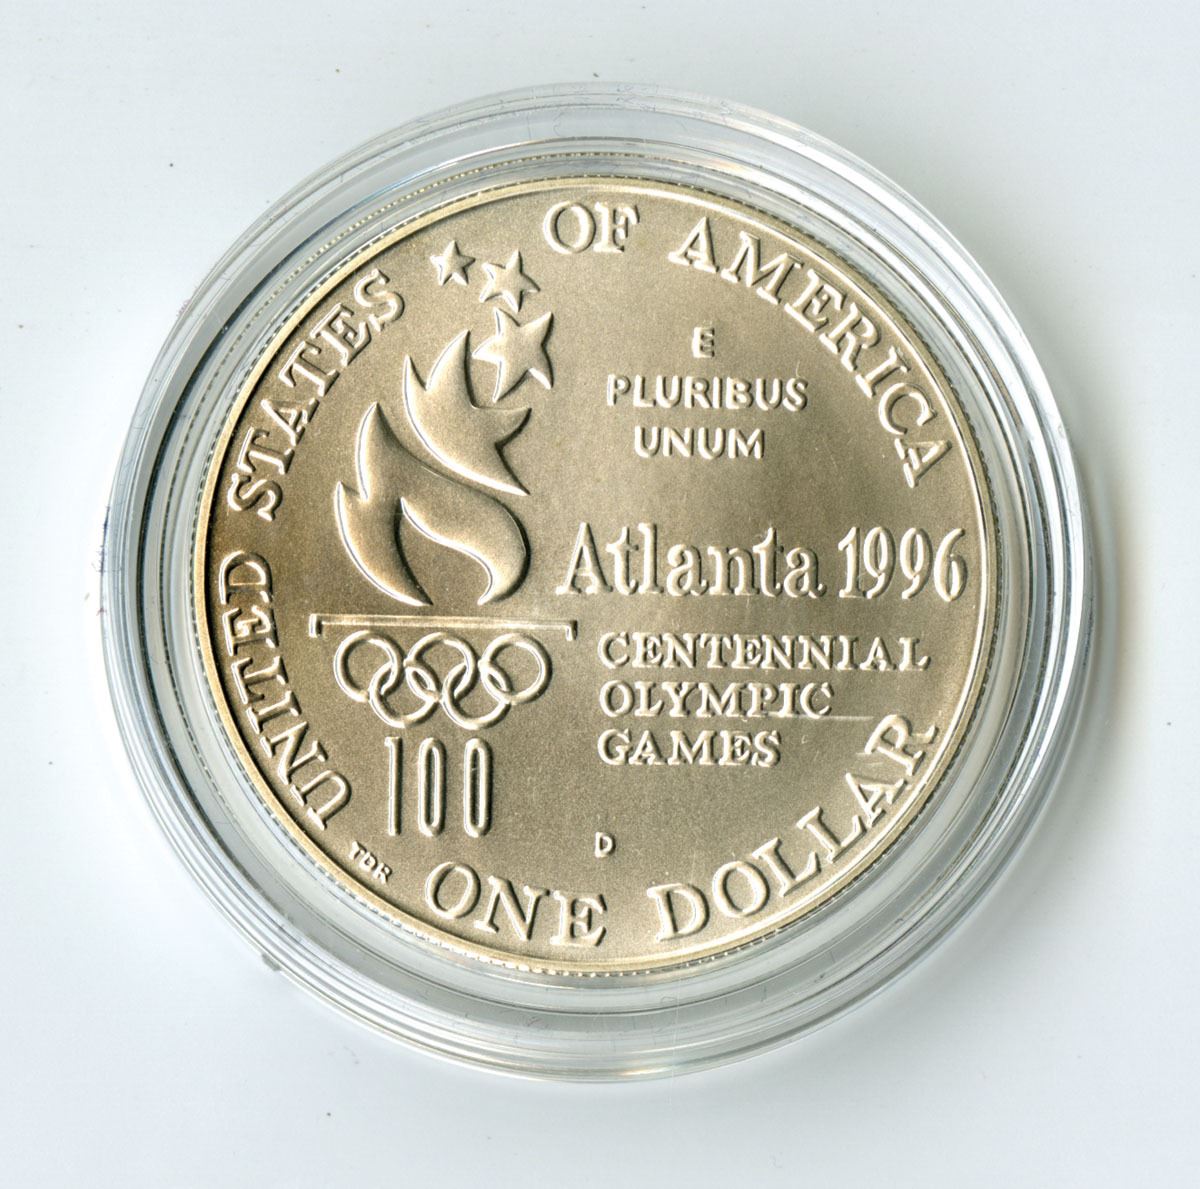 UNITED STATES OF AMERICA
E
PLURIBUS
UNUM
Atlanta 1996
CENTENNIAL
OLYMPIC
GAMES
100
D
TDR
ONE DOLLAR